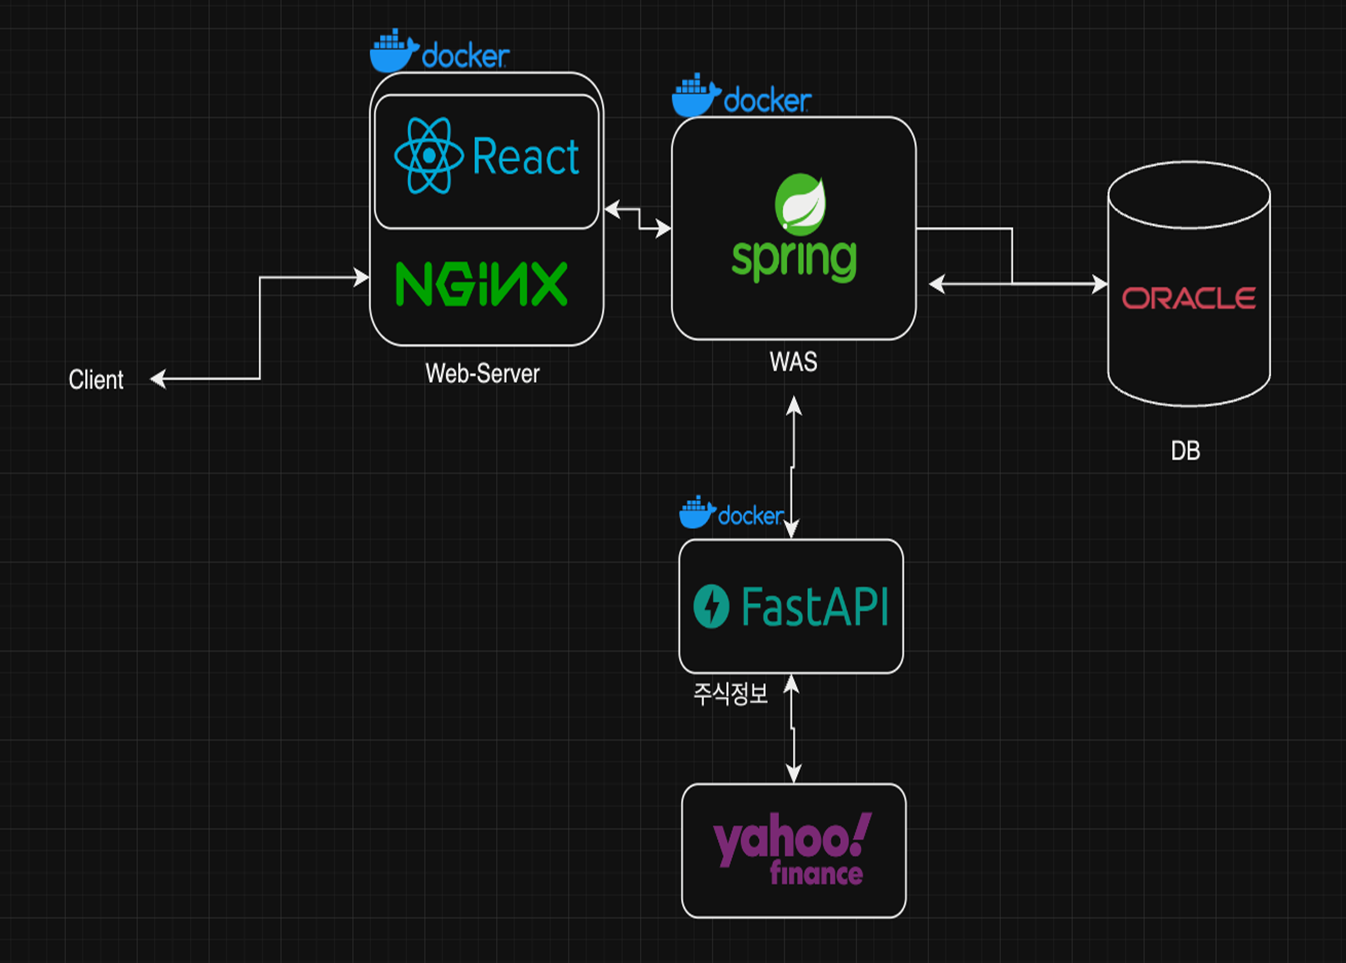 docker
React
NGINX
Web-Server
Client
docker
spring
WAS
ORACLE
DB
docker
FastAPI
주식정보
yahoo!
finance